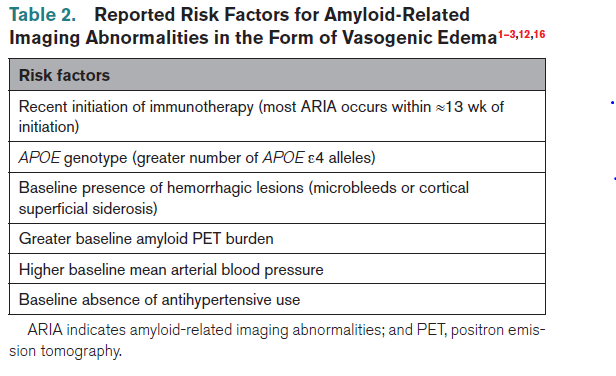 Table 2. Reported Risk Factors for Amyloid-Related
Imaging Abnormalities in the Form of Vasogenic Edema1–3,12,16
Risk factors
Recent initiation of immunotherapy (most ARIA occurs within ≈13 wk of
initiation)
APOE genotype (greater number of APOE ε4 alleles)
Baseline presence of hemorrhagic lesions (microbleeds or cortical
superficial siderosis)
Greater baseline amyloid PET burden
Higher baseline mean arterial blood pressure
Baseline absence of antihypertensive use
ARIA indicates amyloid-related imaging abnormalities; and PET, positron emis-
sion tomography.